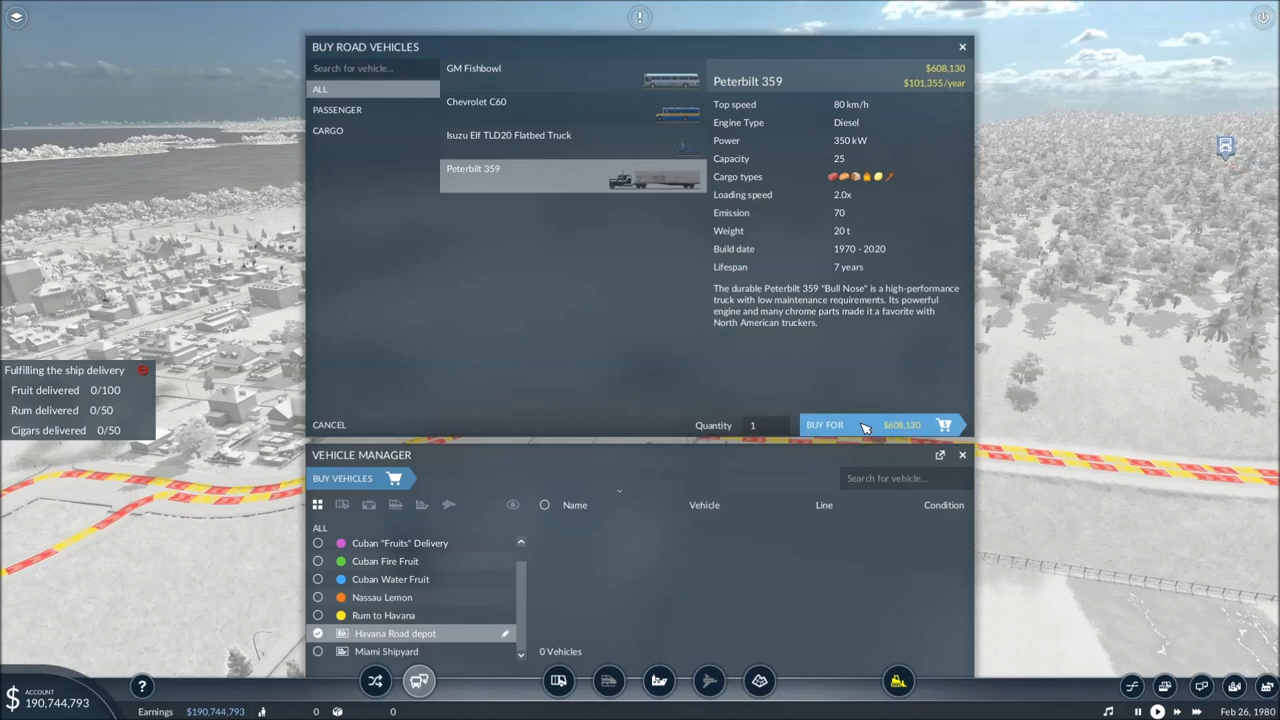 BUY ROAD VEHICLES
Search for vehicle...
ALL
PASSENGER
CARGO
GM Fishbowl
Chevrolet C60
Isuzu Elf TLD20 Flatbed Truck
Peterbilt 359
Peterbilt 359
$608,130
$101,355/year
Top speed 80 km/h
Engine Type Diesel
Power 350 kW
Capacity 25
Cargo types
Loading speed 2.0x
Emission 70
Weight 20 t
Build date 1970 - 2020
Lifespan 7 years
The durable Peterbilt 359 "Bull Nose" is a high-performance
truck with low maintenance requirements. Its powerful
engine and many chrome parts made it a favorite with
North American truckers.
Fulfilling the ship delivery
Fruit delivered 0/100
Rum delivered 0/50
Cigars delivered 0/50
CANCEL
Quantity 1
BUY FOR $608,130
VEHICLE MANAGER
BUY VEHICLES
Search for vehicle...
Name Vehicle Line Condition
ALL
Cuban "Fruits" Delivery
Cuban Fire Fruit
Cuban Water Fruit
Nassau Lemon
Rum to Havana
Havana Road depot
Miami Shipyard
0 Vehicles
$ ACCOUNT
190,744,793
?
Earnings $190,744,793 0 0
Feb 26, 1980